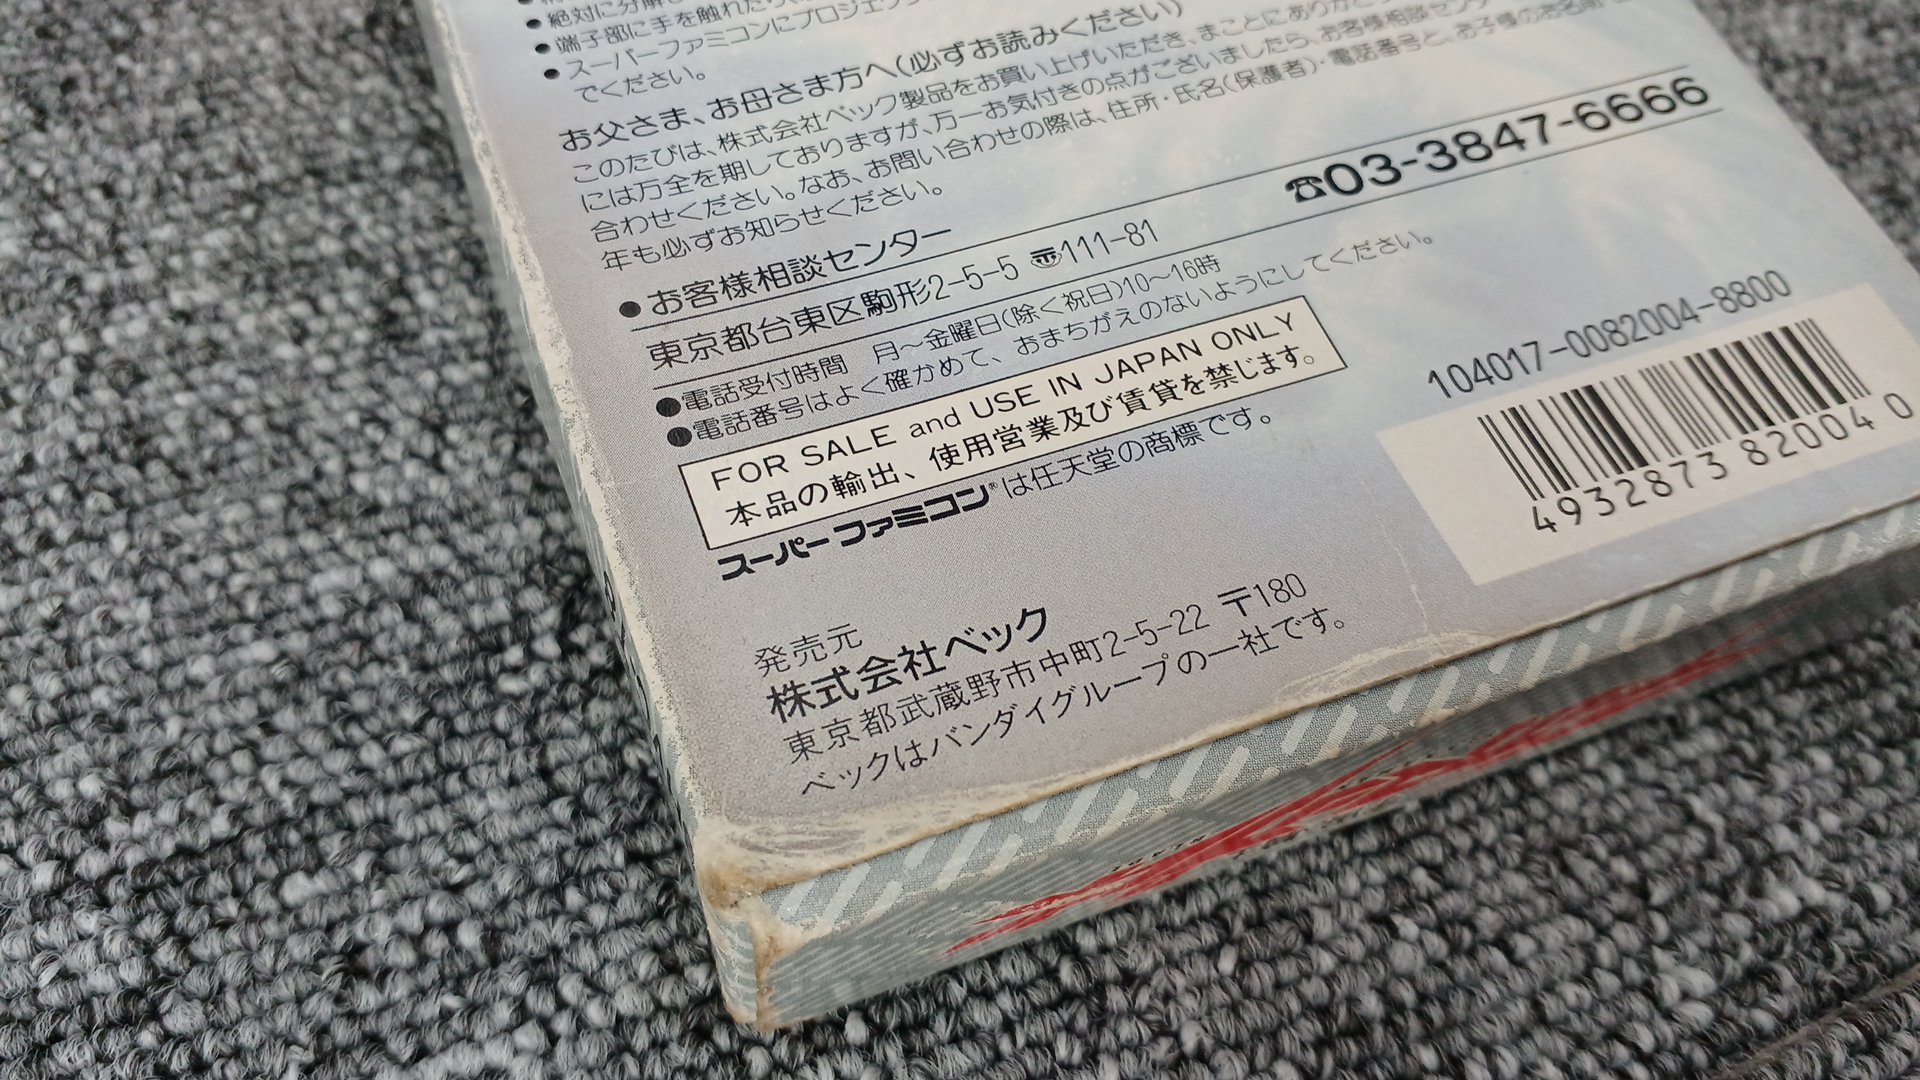 絶対に分解し
端子部に手を触れたり、
スーパーファミコンにプロジェク
でください。
お父さま、お母さま方へ(必ずお読みください)
このたびは、株式会社ベック製品をお買い上げいただき、まことにありがとう
には万全を期しておりますが、万一お気付きの点がございましたら、お客様相談センター
合わせください。なお、お問い合わせの際は、住所・氏名(保護者)・電話番号と、お子様のお名前・
年も必ずお知らせください。
●お客様相談センター ☎03-3847-6666
東京都台東区駒形2-5-5 〠111-81
●電話受付時間 月〜金曜日(除く祝日)10〜16時
●電話番号はよく確かめて、おまちがえのないようにしてください。
FOR SALE and USE IN JAPAN ONLY
本品の輸出、使用営業及び賃貸を禁じます。
スーパーファミコン®は任天堂の商標です。
104017-0082004-8800
4932873 82004 0
発売元
株式会社ベック
東京都武蔵野市中町2-5-22 〒180
ベックはバンダイグループの一社です。